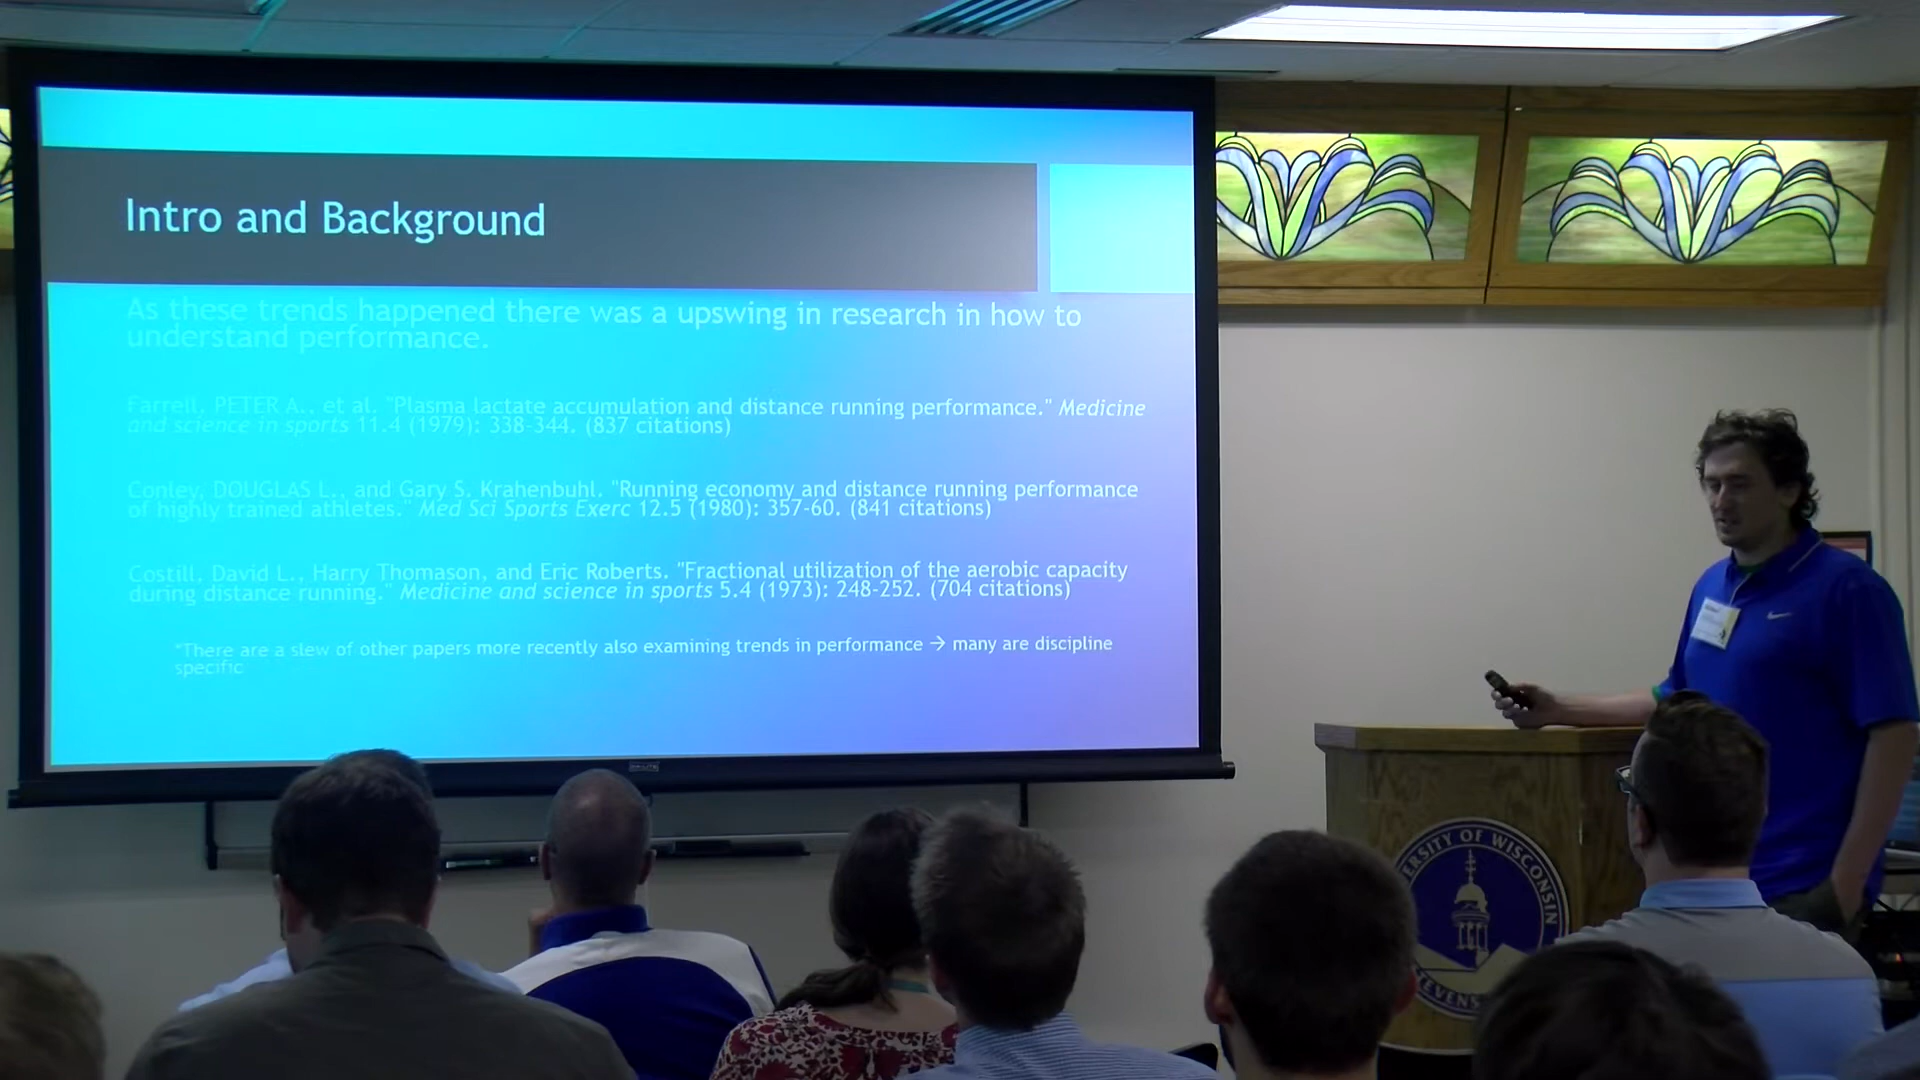 Intro and Background
As these trends happened there was a upswing in research in how to
understand performance.
Farrell, PETER A., et al. "Plasma lactate accumulation and distance running performance." Medicine
and science in sports 11.4 (1979): 338-344. (837 citations)
Conley, DOUGLAS L., and Gary S. Krahenbuhl. "Running economy and distance running performance
of highly trained athletes." Med Sci Sports Exerc 12.5 (1980): 357-60. (841 citations)
Costill, David L., Harry Thomason, and Eric Roberts. "Fractional utilization of the aerobic capacity
during distance running." Medicine and science in sports 5.4 (1973): 248-252. (704 citations)
*There are a slew of other papers more recently also examining trends in performance → many are discipline
specific
ERSITY OF WISCONSIN
EVENS